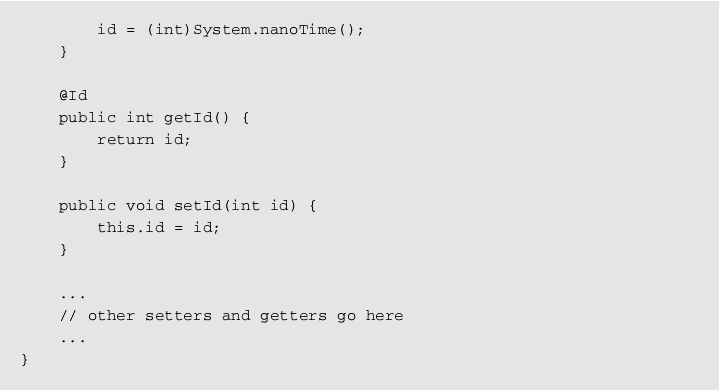 id = (int)System.nanoTime();
    }

    @Id
    public int getId() {
        return id;
    }

    public void setId(int id) {
        this.id = id;
    }

    ...
    // other setters and getters go here
    ...
}